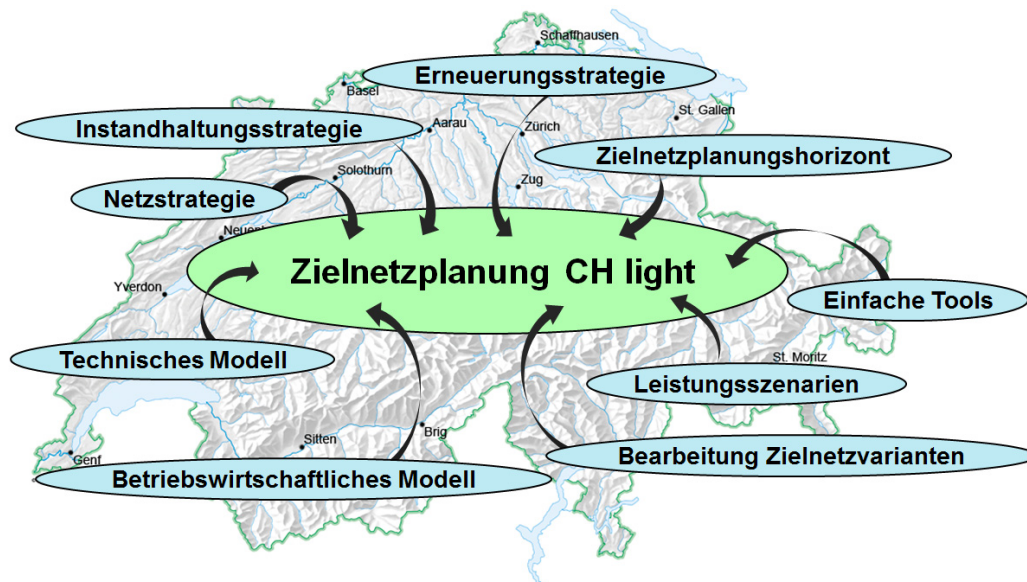 Schaffhausen
Erneuerungsstrategie
Basel
St. Gallen
Instandhaltungsstrategie
Aarau
Zürich
Zielnetzplanungshorizont
Solothurn
Zug
Netzstrategie
Zielnetzplanung CH light
Yverdon
Einfache Tools
Technisches Modell
St. Moritz
Leistungsszenarien
Brig
Sitten
Genf
Bearbeitung Zielnetzvarianten
Betriebswirtschaftliches Modell